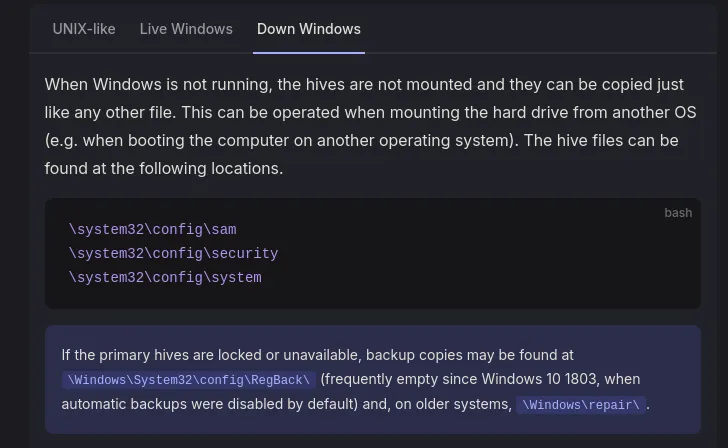 UNIX-like Live Windows Down Windows
When Windows is not running, the hives are not mounted and they can be copied just
like any other file. This can be operated when mounting the hard drive from another OS
(e.g. when booting the computer on another operating system). The hive files can be
found at the following locations.
bash
\system32\config\sam
\system32\config\security
\system32\config\system
If the primary hives are locked or unavailable, backup copies may be found at
\Windows\System32\config\RegBack\ (frequently empty since Windows 10 1803, when
automatic backups were disabled by default) and, on older systems, \Windows\repair\ .